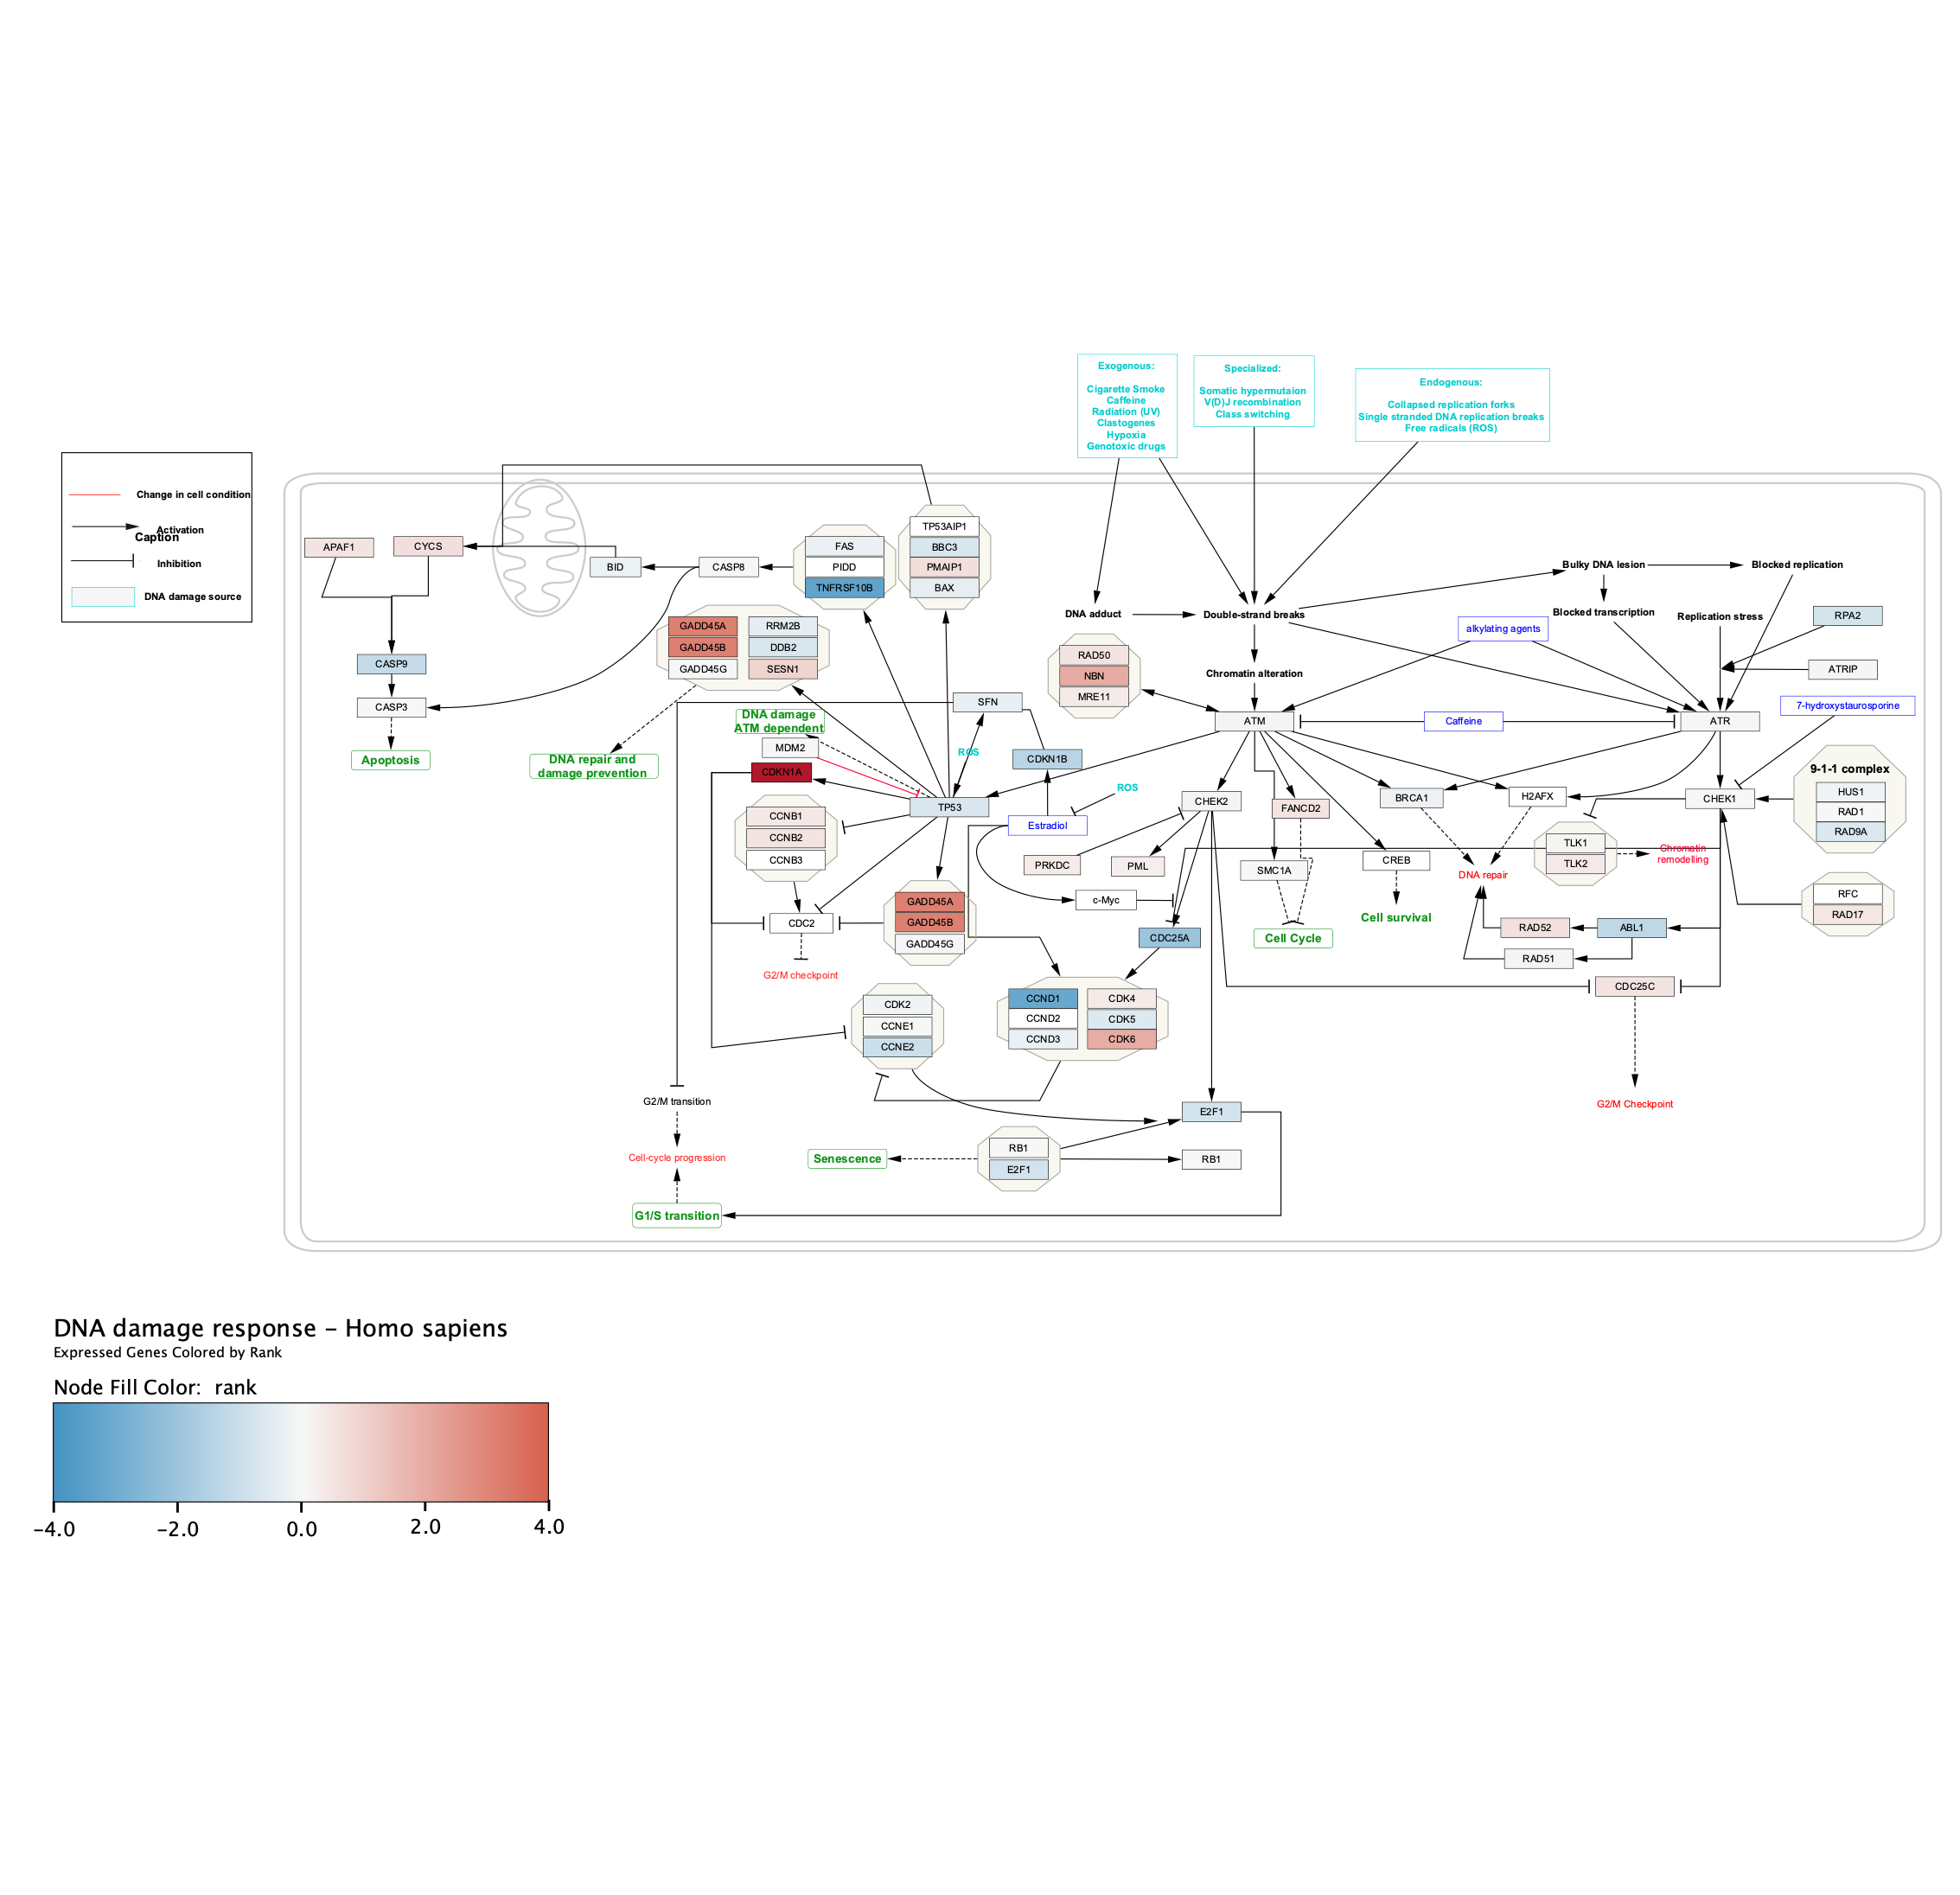 Exogenous:
Cigarette Smoke
Caffeine
Radiation (UV)
Clastogenes
Hypoxia
Genotoxic drugs
Specialized:
Somatic hypermutaion
V(D)J recombination
Class switching
Endogenous:
Collapsed replication forks
Single stranded DNA replication breaks
Free radicals (ROS)
Change in cell condition
Activation
Caption
Inhibition
DNA damage source
APAF1
CYCS
BID
CASP8
FAS
PIDD
TNFRSF10B
TP53AIP1
BBC3
PMAIP1
BAX
CASP9
CASP3
Apoptosis
GADD45A
GADD45B
GADD45G
RRM2B
DDB2
SESN1
DNA repair and
damage prevention
DNA damage
ATM dependent
MDM2
CDKN1A
SFN
ROS
CDKN1B
TP53
ROS
Estradiol
CCNB1
CCNB2
CCNB3
CDC2
G2/M checkpoint
GADD45A
GADD45B
GADD45G
CDK2
CCNE1
CCNE2
CCND1
CCND2
CCND3
CDK4
CDK5
CDK6
G2/M transition
Cell-cycle progression
G1/S transition
Senescence
RB1
E2F1
E2F1
RB1
DNA adduct
Double-strand breaks
Chromatin alteration
RAD50
NBN
MRE11
ATM
Caffeine
ATR
alkylating agents
Bulky DNA lesion
Blocked replication
Blocked transcription
Replication stress
RPA2
ATRIP
7-hydroxystaurosporine
CHEK2
FANCD2
BRCA1
H2AFX
CHEK1
9-1-1 complex
HUS1
RAD1
RAD9A
PRKDC
PML
SMC1A
CREB
DNA repair
TLK1
TLK2
Chromatin
remodelling
c-Myc
CDC25A
Cell Cycle
Cell survival
RAD52
ABL1
RAD51
RFC
RAD17
CDC25C
G2/M Checkpoint
DNA damage response - Homo sapiens
Expressed Genes Colored by Rank
Node Fill Color: rank
-4.0
-2.0
0.0
2.0
4.0